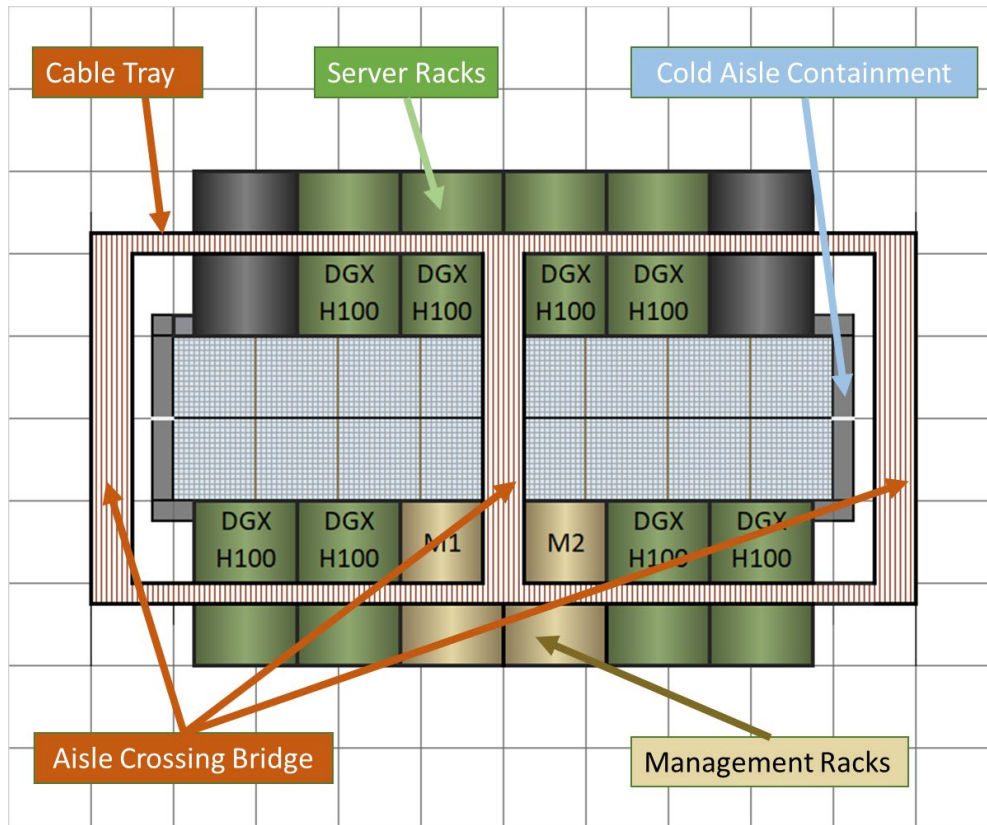 Cable Tray
Server Racks
Cold Aisle Containment
DGX
H100
DGX
H100
DGX
H100
DGX
H100
DGX
H100
DGX
H100
M1
M2
DGX
H100
DGX
H100
Aisle Crossing Bridge
Management Racks